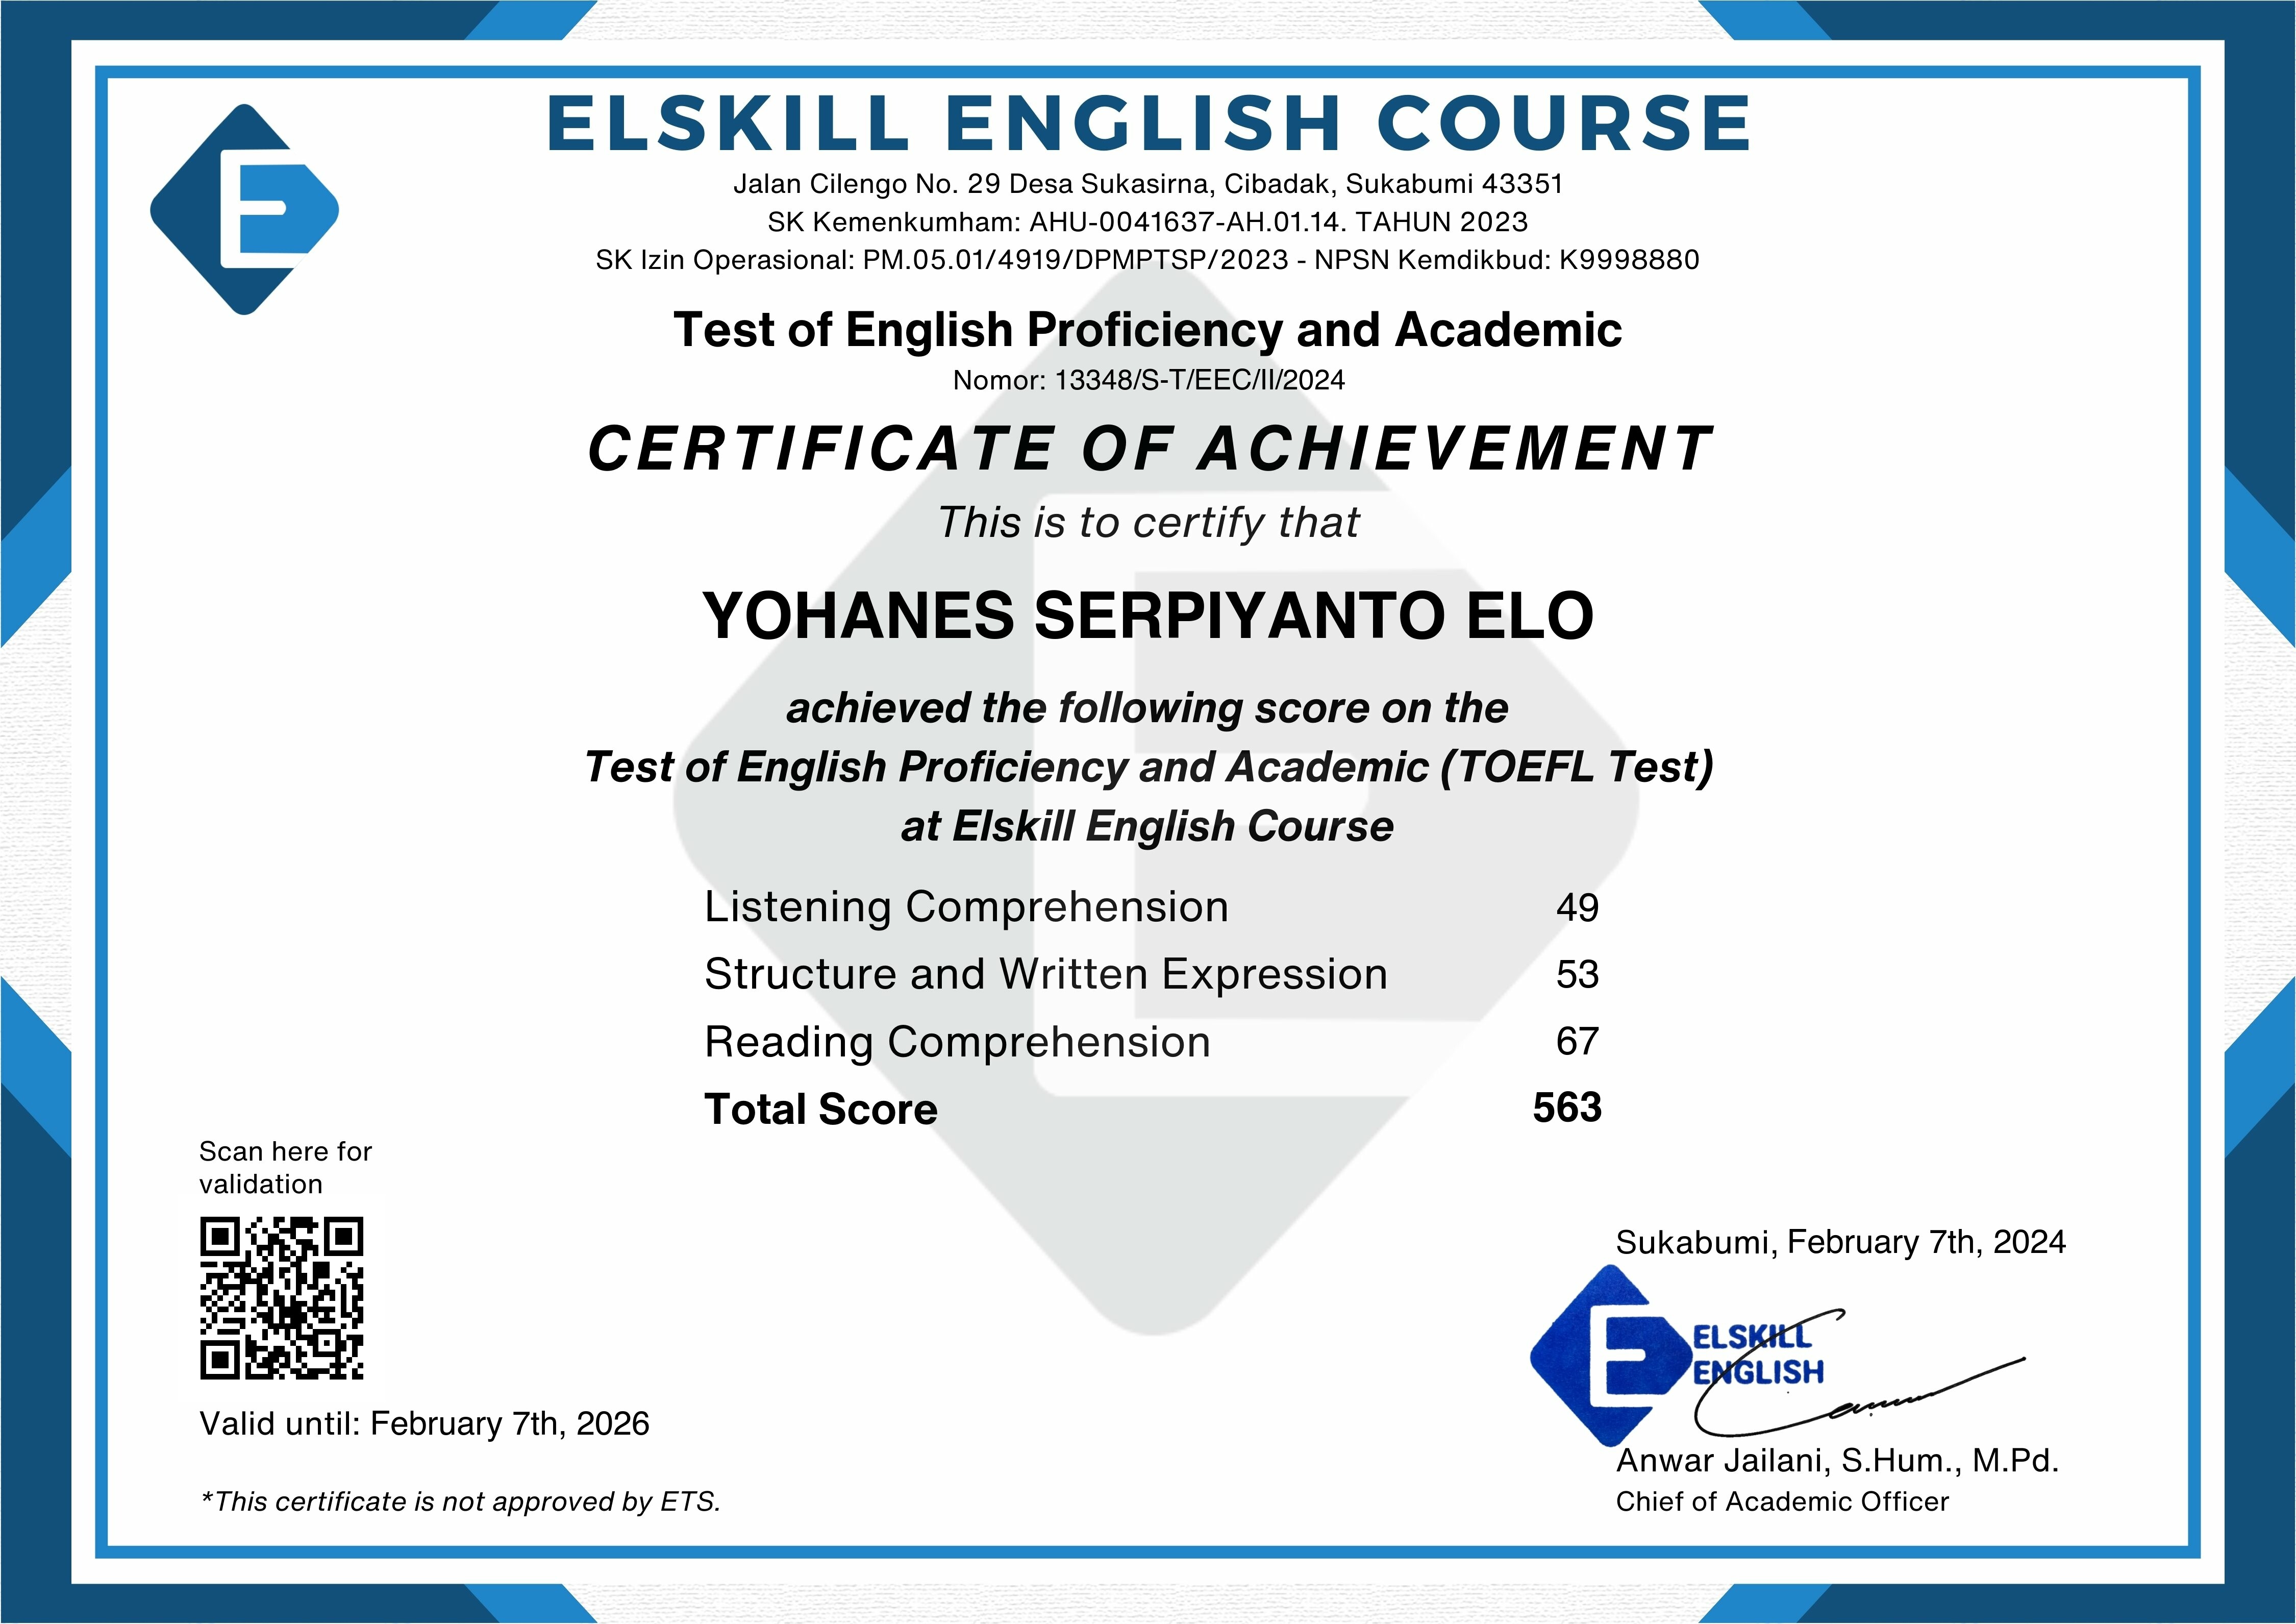 ELSKILL ENGLISH COURSE
Jalan Cilengo No. 29 Desa Sukasirna, Cibadak, Sukabumi 43351
SK Kemenkumham: AHU-0041637-AH.01.14. TAHUN 2023
SK Izin Operasional: PM.05.01/4919/DPMPTSP/2023 - NPSN Kemdikbud: K9998880
Test of English Proficiency and Academic
Nomor: 13348/S-T/EEC/II/2024
CERTIFICATE OF ACHIEVEMENT
This is to certify that
YOHANES SERPIYANTO ELO
achieved the following score on the
Test of English Proficiency and Academic (TOEFL Test)
at Elskill English Course
Listening Comprehension 49
Structure and Written Expression 53
Reading Comprehension 67
Total Score 563
Scan here for
validation
Valid until: February 7th, 2026
*This certificate is not approved by ETS.
Sukabumi, February 7th, 2024
ELSKILL
ENGLISH
Anwar Jailani, S.Hum., M.Pd.
Chief of Academic Officer